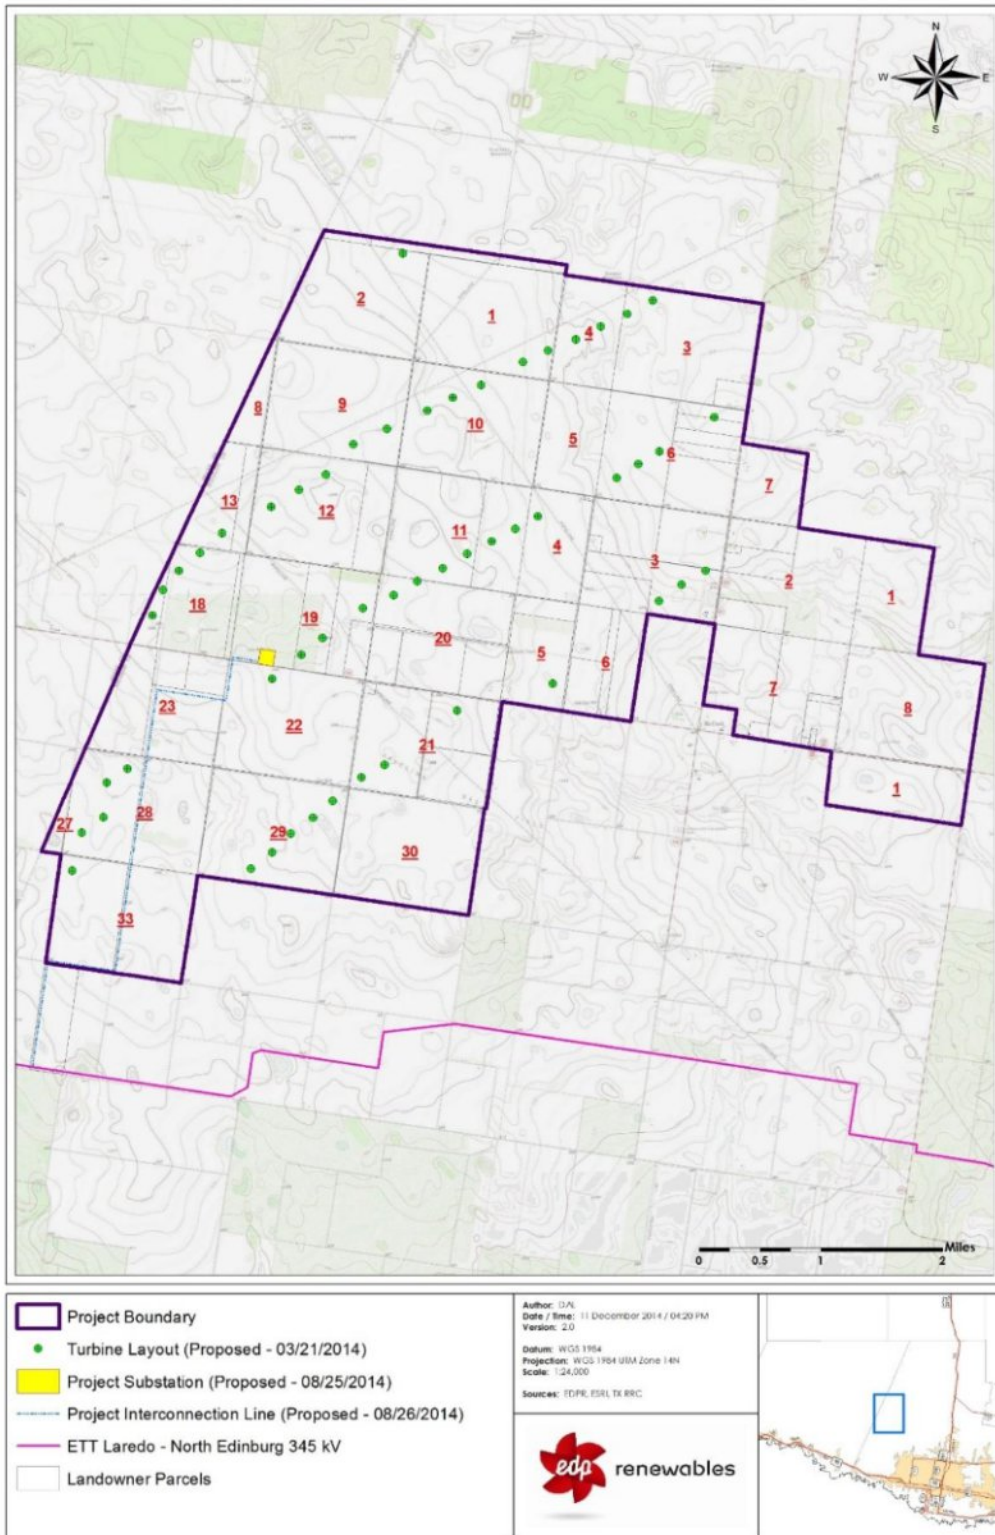 N
W E
S
2
1
4
3
8
9
10
5
6
7
13
12
11
4
3
2
1
18
19
20
5
6
7
8
23
22
21
1
27
28
29
30
33
Miles
0 0.5 1 2
Project Boundary
Turbine Layout (Proposed - 03/21/2014)
Project Substation (Proposed - 08/25/2014)
Project Interconnection Line (Proposed - 08/26/2014)
ETT Laredo - North Edinburg 345 kV
Landowner Parcels
Author: DAL
Date / Time: 11 December 2014 / 04:20 PM
Version: 2.0
Datum: WGS 1984
Projection: WGS 1984 UTM Zone 14N
Scale: 1:24,000
Sources: EDPR, ESRI, TX RRC
edp renewables